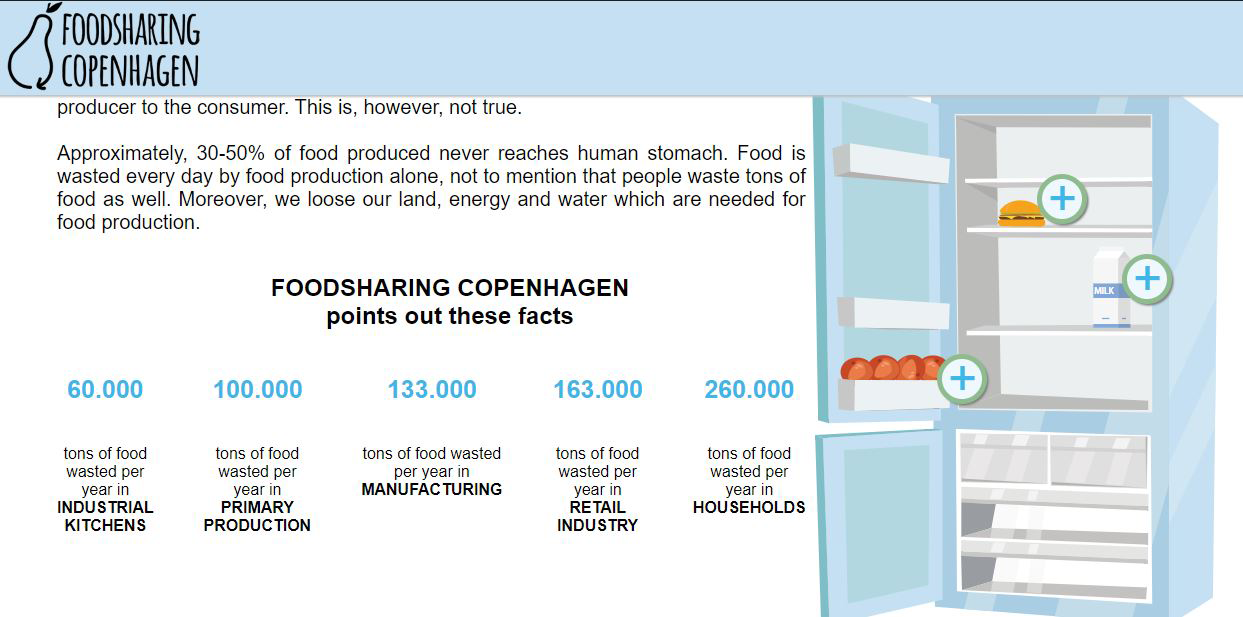 FOODSHARING
COPENHAGEN
producer to the consumer. This is, however, not true.
Approximately, 30-50% of food produced never reaches human stomach. Food is
wasted every day by food production alone, not to mention that people waste tons of
food as well. Moreover, we loose our land, energy and water which are needed for
food production.
FOODSHARING COPENHAGEN
points out these facts
60.000
tons of food
wasted per
year in
INDUSTRIAL
KITCHENS
100.000
tons of food
wasted per
year in
PRIMARY
PRODUCTION
133.000
tons of food wasted
per year in
MANUFACTURING
163.000
tons of food
wasted per
year in
RETAIL
INDUSTRY
260.000
tons of food
wasted per
year in
HOUSEHOLDS
MILK